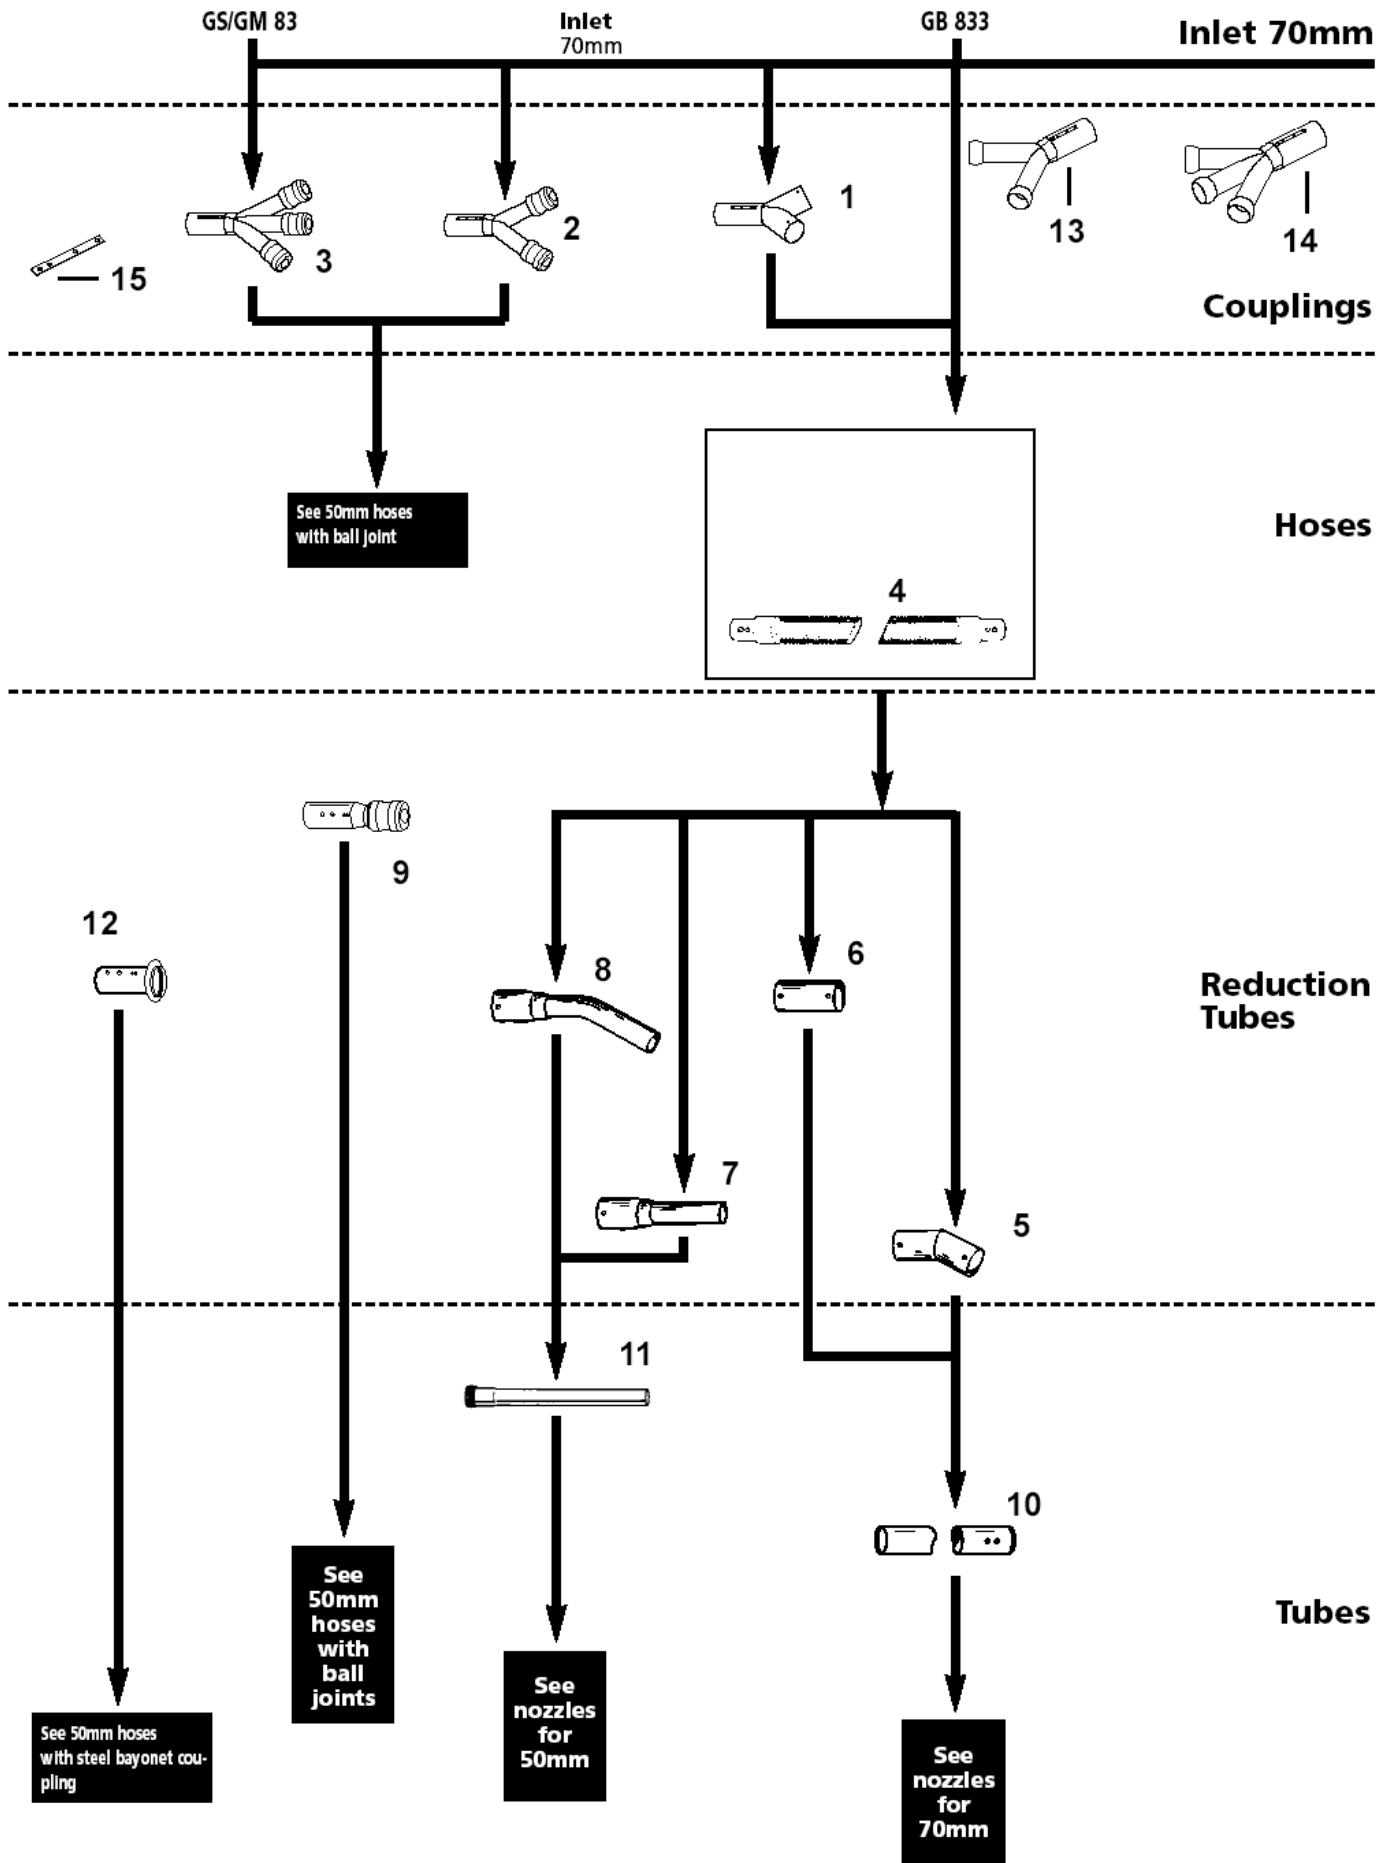 GS/GM 83
Inlet
70mm
GB 833
Inlet 70mm
1
2
3
13
14
15
Couplings
See 50mm hoses
with ball joint
Hoses
4
9
12
8
6
Reduction
Tubes
7
5
11
10
See
50mm
hoses
with
ball
joints
Tubes
See
nozzles
for
50mm
See 50mm hoses
with steel bayonet cou-
pling
See
nozzles
for
70mm